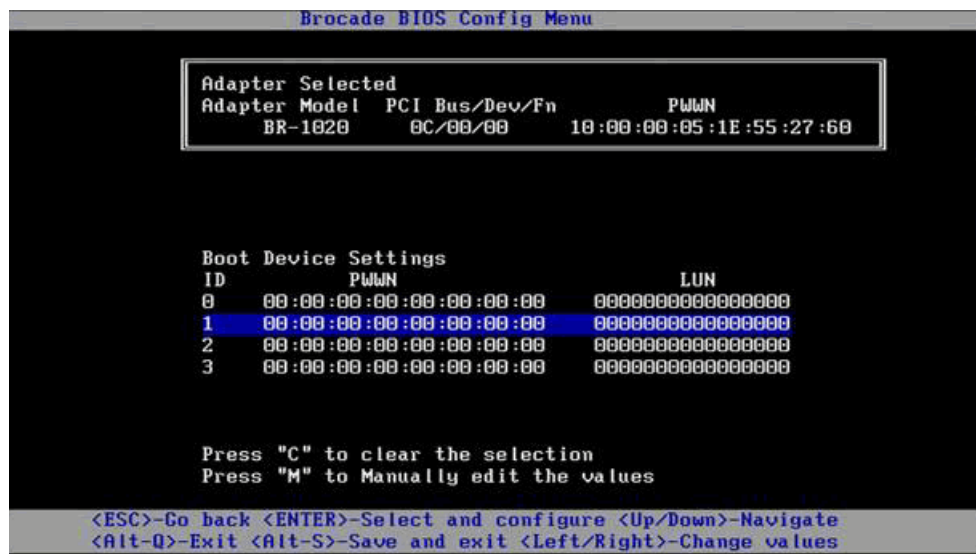 Brocade BIOS Config Menu
Adapter Selected
Adapter Model PCI Bus/Dev/Fn PWWN
BR-1020 0C/00/00 10:00:00:05:1E:55:27:60
Boot Device Settings
ID PWWN LUN
0 00:00:00:00:00:00:00:00 0000000000000000
1 00:00:00:00:00:00:00:00 0000000000000000
2 00:00:00:00:00:00:00:00 0000000000000000
3 00:00:00:00:00:00:00:00 0000000000000000
Press "C" to clear the selection
Press "M" to Manually edit the values
<ESC>-Go back <ENTER>-Select and configure <Up/Down>-Navigate
<Alt-Q>-Exit <Alt-S>-Save and exit <Left/Right>-Change values